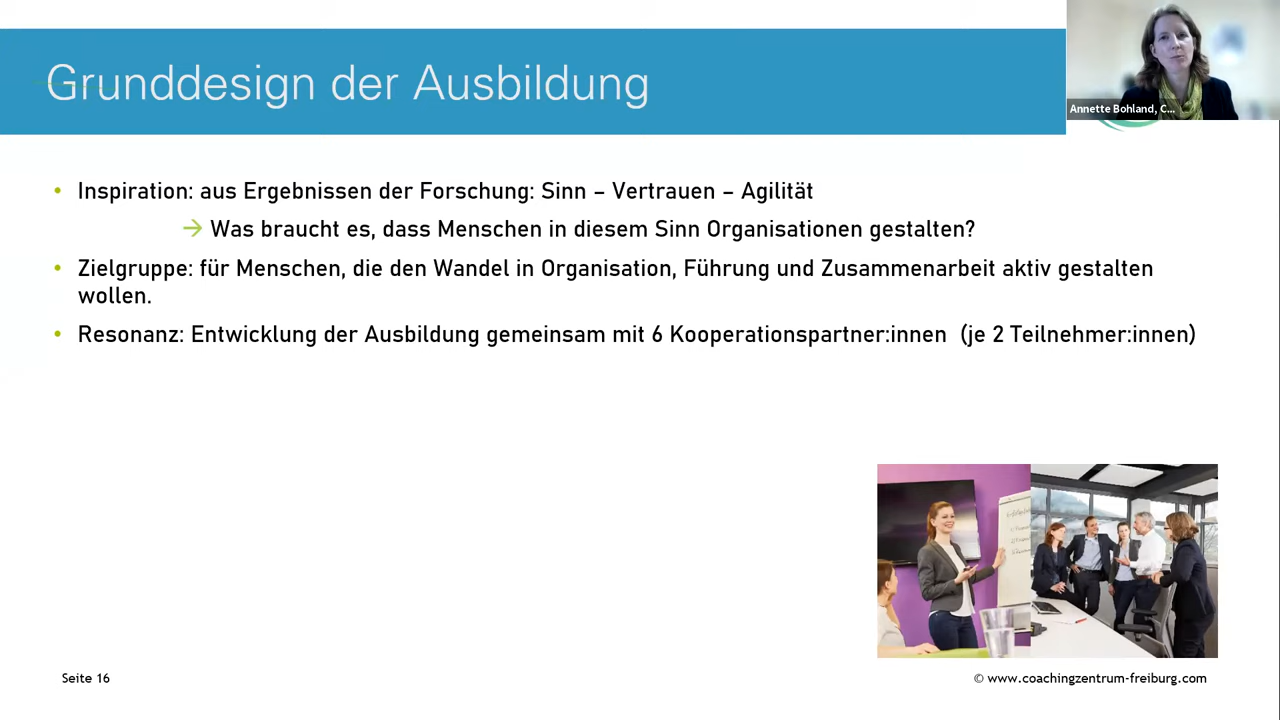 Grunddesign der Ausbildung
Annette Bohland, C...
• Inspiration: aus Ergebnissen der Forschung: Sinn – Vertrauen – Agilität
→ Was braucht es, dass Menschen in diesem Sinn Organisationen gestalten?
• Zielgruppe: für Menschen, die den Wandel in Organisation, Führung und Zusammenarbeit aktiv gestalten
wollen.
• Resonanz: Entwicklung der Ausbildung gemeinsam mit 6 Kooperationspartner:innen (je 2 Teilnehmer:innen)
Seite 16
© www.coachingzentrum-freiburg.com